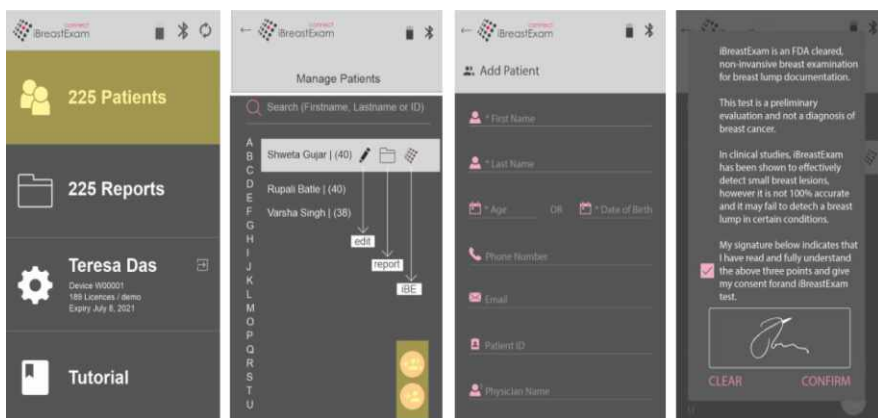 connect
iBreastExam
225 Patients
225 Reports
Teresa Das
Device W00001
189 Licences / demo
Expiry July 8, 2021
Tutorial
connect
iBreastExam
Manage Patients
Search (Firstname, Lastname or ID)
A
B
C
D
E
F
G
H
I
J
K
L
M
O
P
Q
R
S
T
U
Shweta Gujar | (40)
Rupali Batle | (40)
Varsha Singh | (38)
edit
report
iBE
connect
iBreastExam
Add Patient
* First Name
* Last Name
* Age OR * Date of Birth
Phone Number
Email
Patient ID
Physician Name
iBreastExam is an FDA cleared,
non-invansive breast examination
for breast lump documentation.
This test is a preliminary
evaluation and not a diagnosis of
breast cancer.
In clinical studies, iBreastExam
has been shown to effectively
detect small breast lesions,
however it is not 100% accurate
and it may fail to detech a breast
lump in certain conditions.
My signature below indicates that
I have read and fully understand
the above three points and give
my consent forand iBreastExam
test.
CLEAR CONFIRM